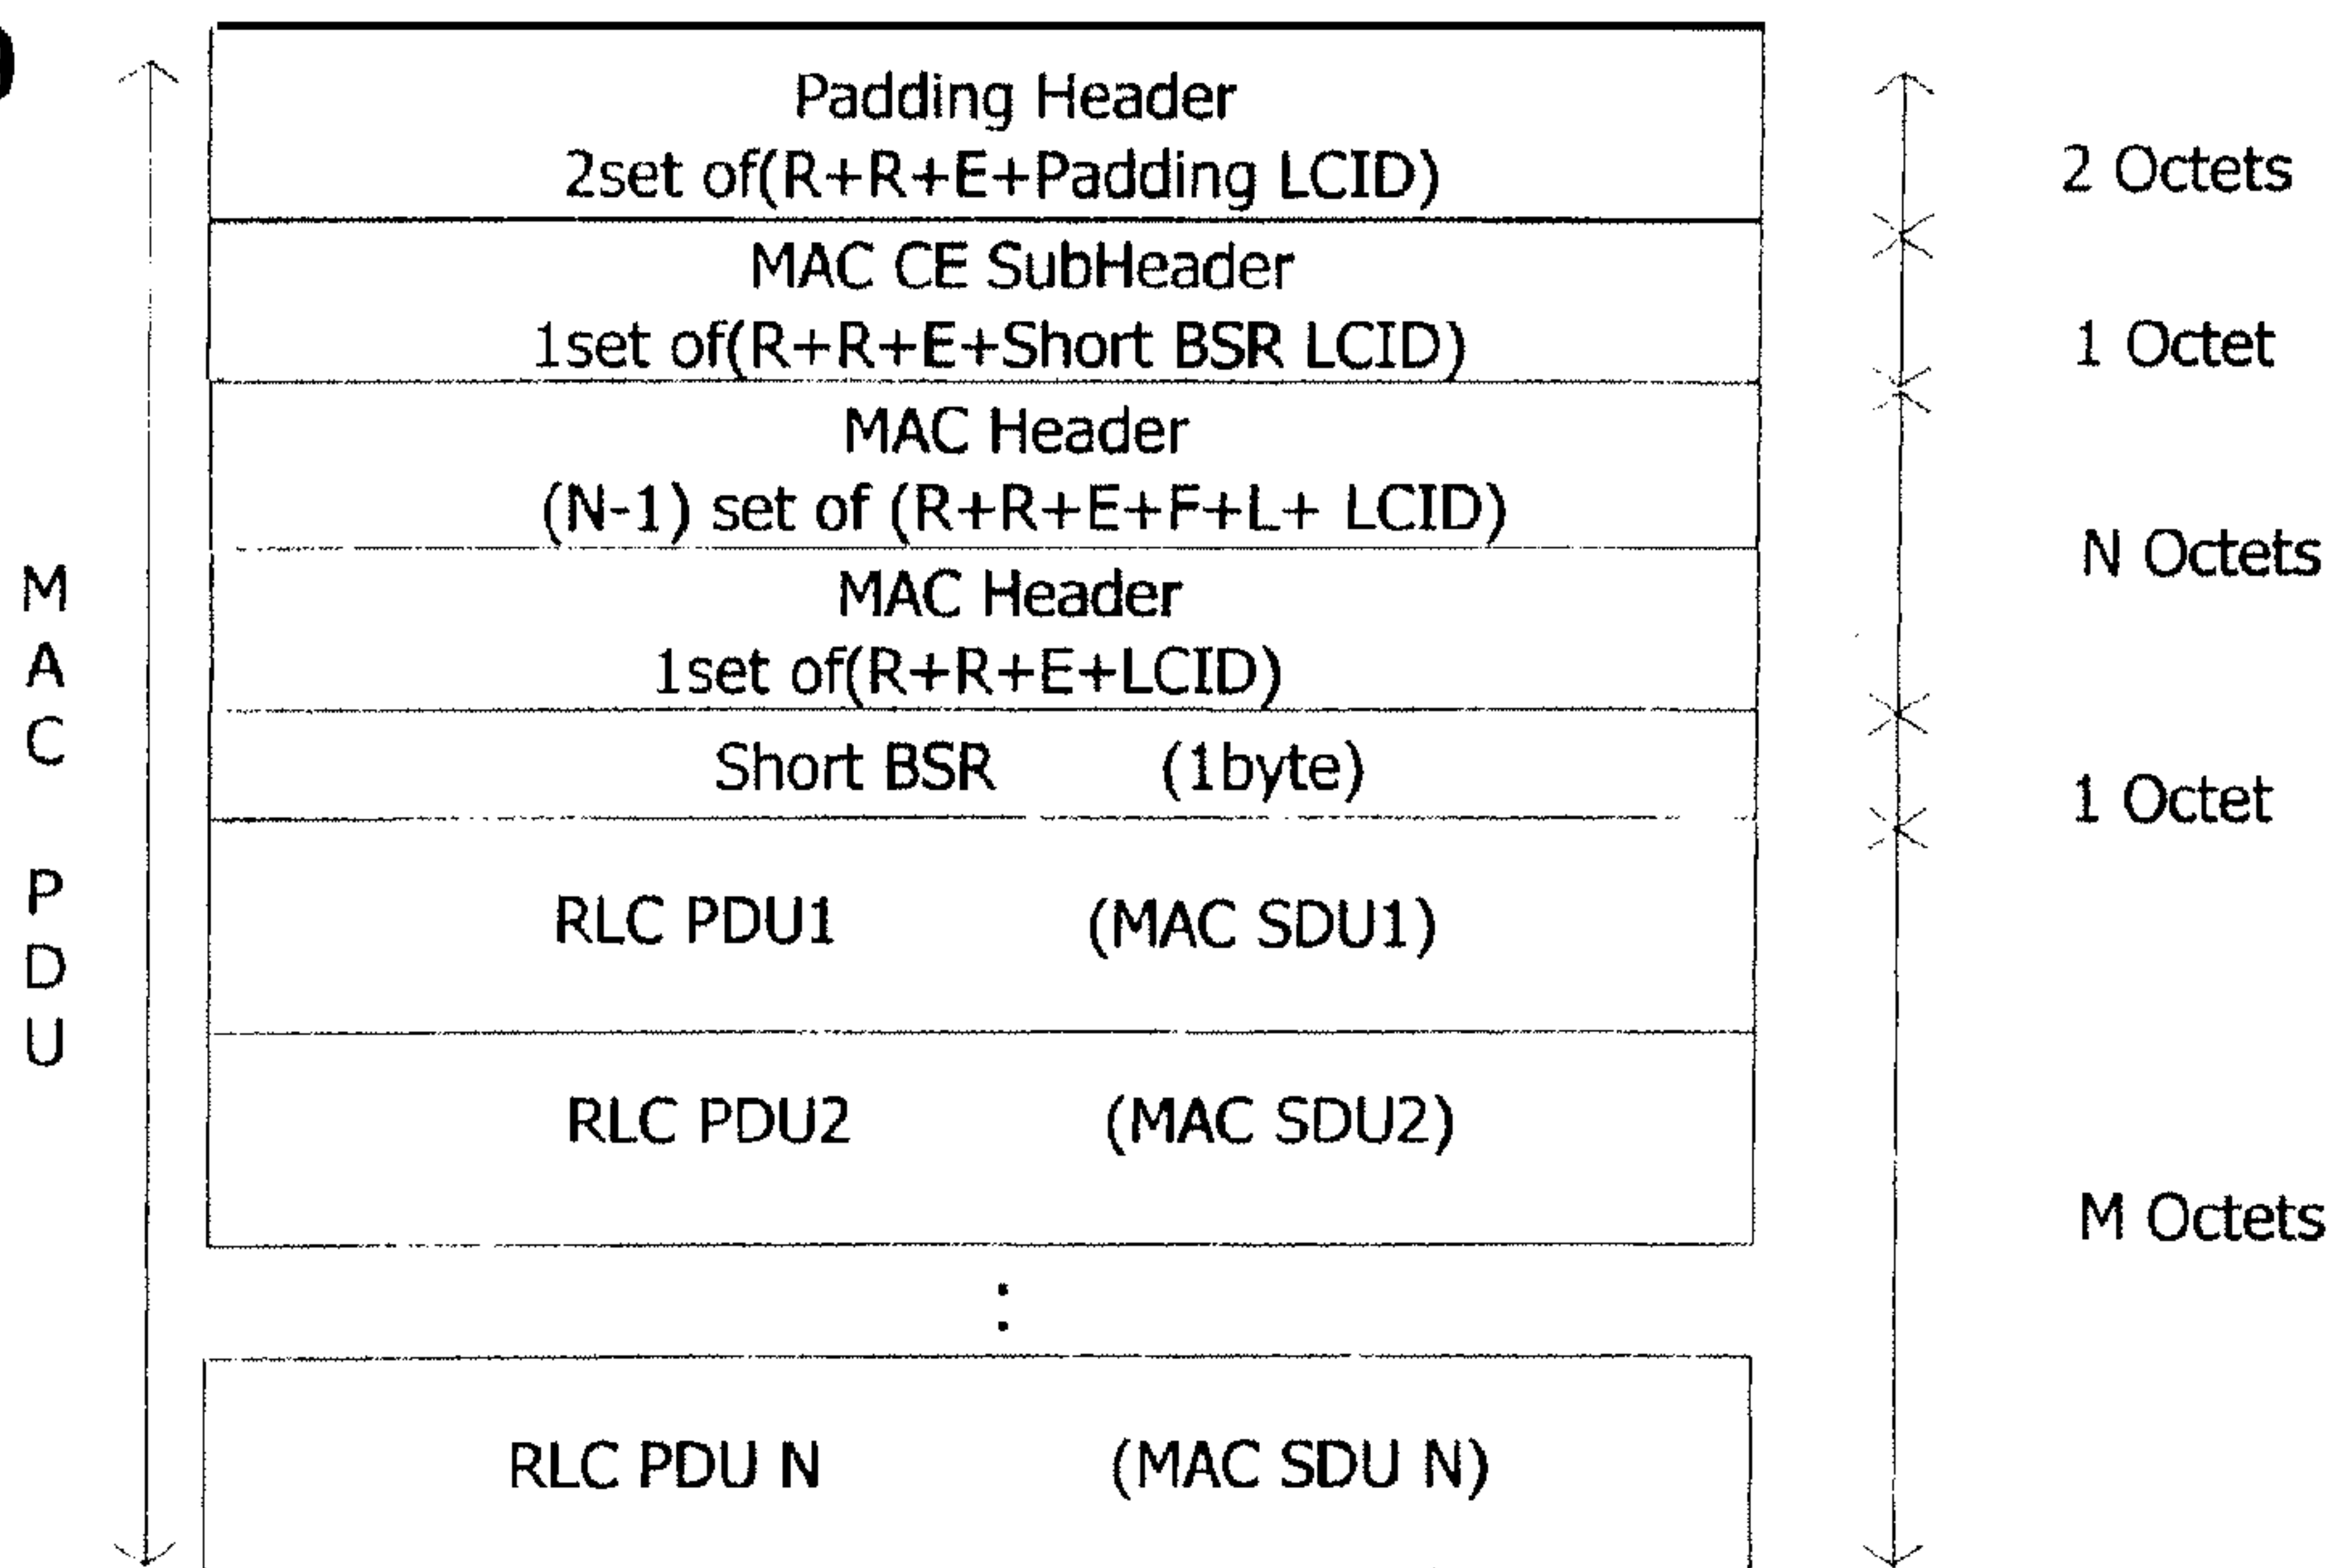 Padding Header
2set of(R+R+E+Padding LCID)
2 Octets
MAC CE SubHeader
1set of(R+R+E+Short BSR LCID)
1 Octet
MAC Header
(N-1) set of (R+R+E+F+L+ LCID)
N Octets
MAC Header
1set of(R+R+E+LCID)
Short BSR (1byte)
1 Octet
RLC PDU1 (MAC SDU1)
RLC PDU2 (MAC SDU2)
M Octets
:
RLC PDU N (MAC SDU N)
MAC PDU